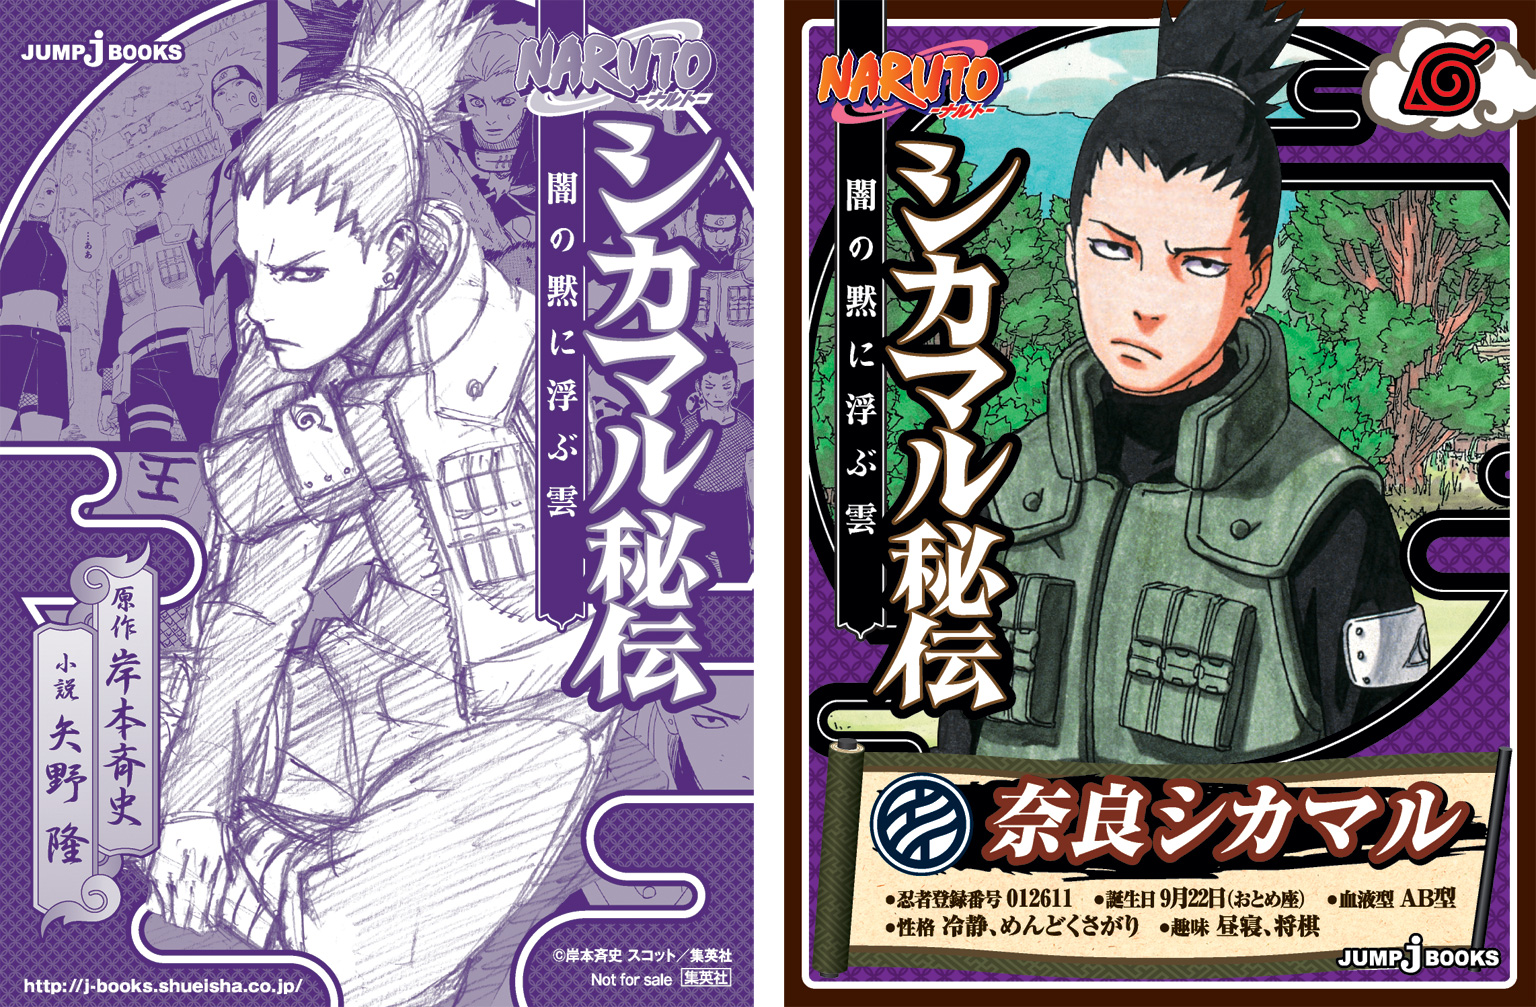 JUMP j BOOKS
NARUTO
-ナルト-
シカマル秘伝
闇の黙に浮ぶ雲
…ああ
王
原作 岸本斉史
小説 矢野 隆
©岸本斉史 スコット／集英社
Not for sale 集英社
http://j-books.shueisha.co.jp/
NARUTO
-ナルト-
シカマル秘伝
闇の黙に浮ぶ雲
奈良シカマル
●忍者登録番号 012611 ●誕生日 9月22日（おとめ座） ●血液型 AB型
●性格 冷静、めんどくさがり ●趣味 昼寝、将棋
JUMP j BOOKS